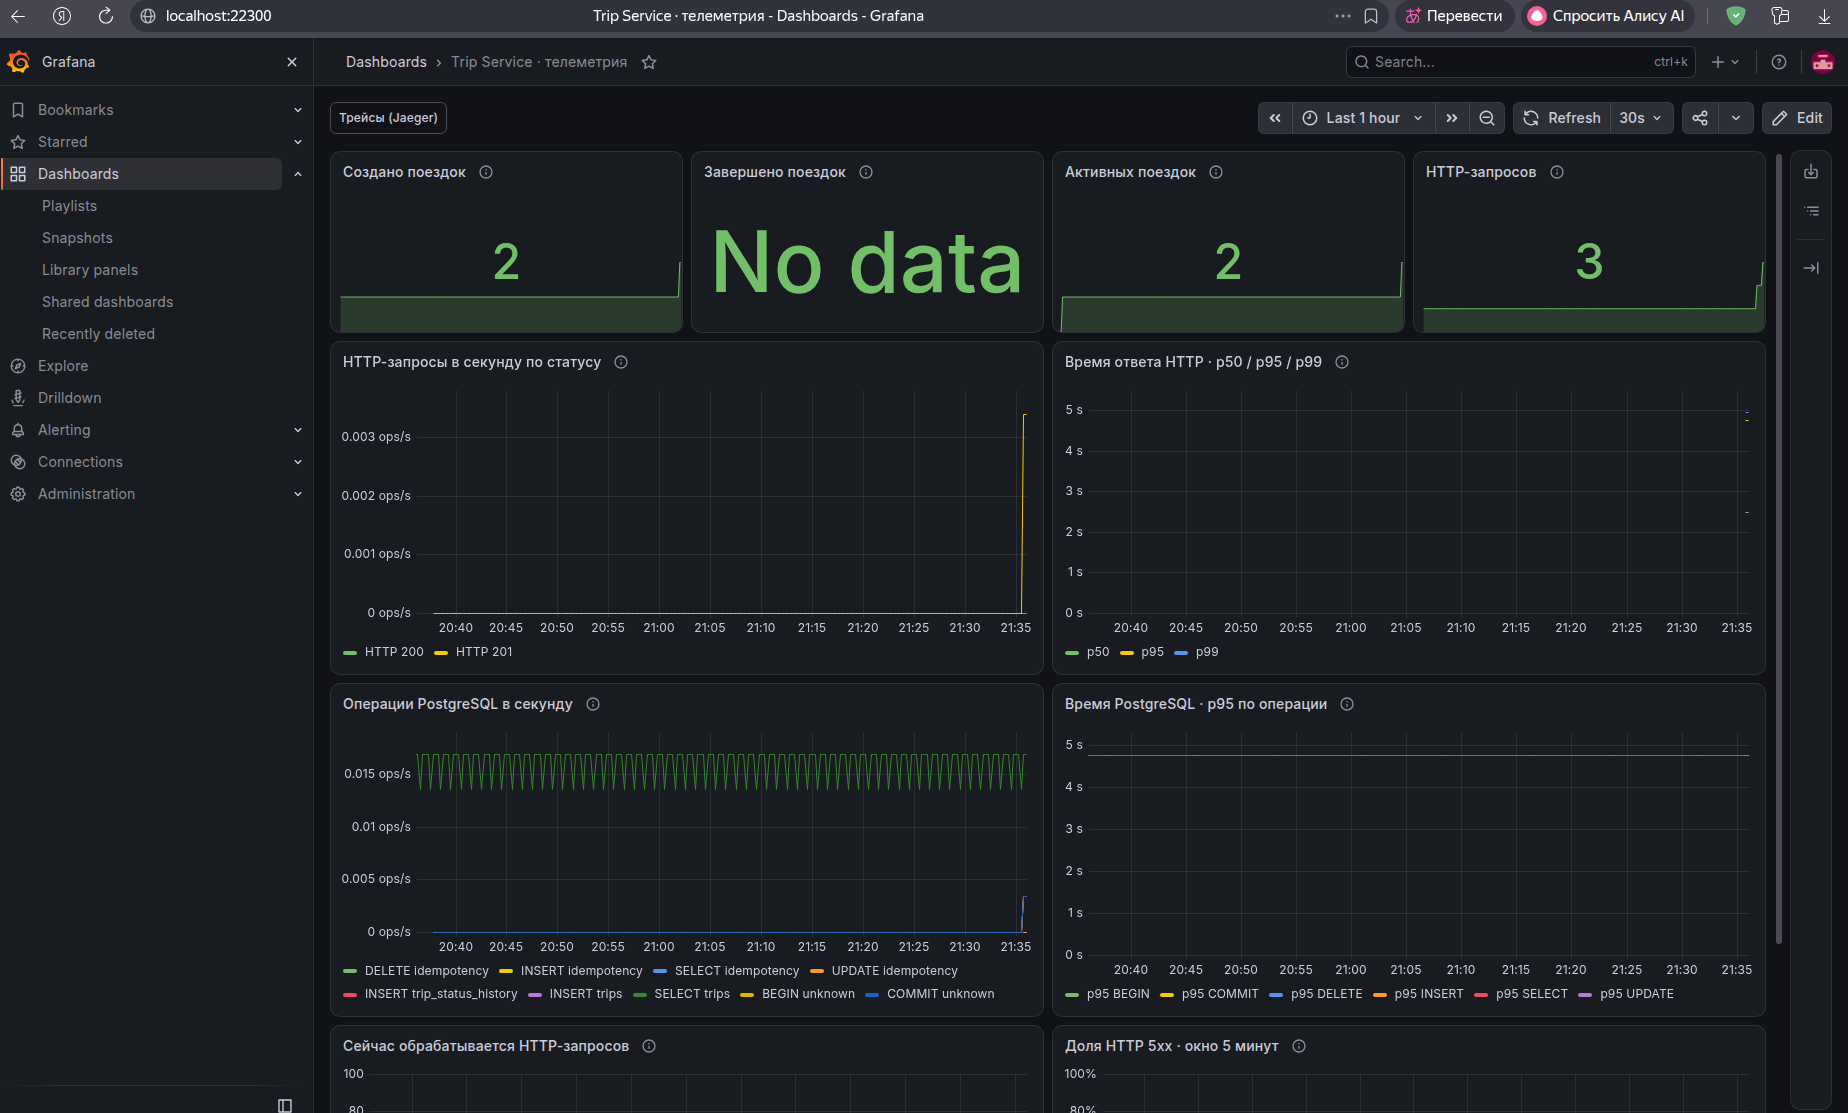 localhost:22300
Trip Service · телеметрия - Dashboards - Grafana
Перевести
Спросить Алису AI
Grafana
Dashboards › Trip Service · телеметрия
Search...
ctrl+k
Bookmarks
Starred
Dashboards
Playlists
Snapshots
Library panels
Shared dashboards
Recently deleted
Explore
Drilldown
Alerting
Connections
Administration
Трейсы (Jaeger)
Last 1 hour
Refresh
30s
Edit
Создано поездок
2
Завершено поездок
No data
Активных поездок
2
HTTP-запросов
3
HTTP-запросы в секунду по статусу
0.003 ops/s
0.002 ops/s
0.001 ops/s
0 ops/s
20:40 20:45 20:50 20:55 21:00 21:05 21:10 21:15 21:20 21:25 21:30 21:35
HTTP 200 HTTP 201
Время ответа HTTP · p50 / p95 / p99
5 s
4 s
3 s
2 s
1 s
0 s
20:40 20:45 20:50 20:55 21:00 21:05 21:10 21:15 21:20 21:25 21:30 21:35
p50 p95 p99
Операции PostgreSQL в секунду
0.015 ops/s
0.01 ops/s
0.005 ops/s
0 ops/s
20:40 20:45 20:50 20:55 21:00 21:05 21:10 21:15 21:20 21:25 21:30 21:35
DELETE idempotency INSERT idempotency SELECT idempotency UPDATE idempotency
INSERT trip_status_history INSERT trips SELECT trips BEGIN unknown COMMIT unknown
Время PostgreSQL · p95 по операции
5 s
4 s
3 s
2 s
1 s
0 s
20:40 20:45 20:50 20:55 21:00 21:05 21:10 21:15 21:20 21:25 21:30 21:35
p95 BEGIN p95 COMMIT p95 DELETE p95 INSERT p95 SELECT p95 UPDATE
Сейчас обрабатывается HTTP-запросов
100
80
Доля HTTP 5xx · окно 5 минут
100%
80%